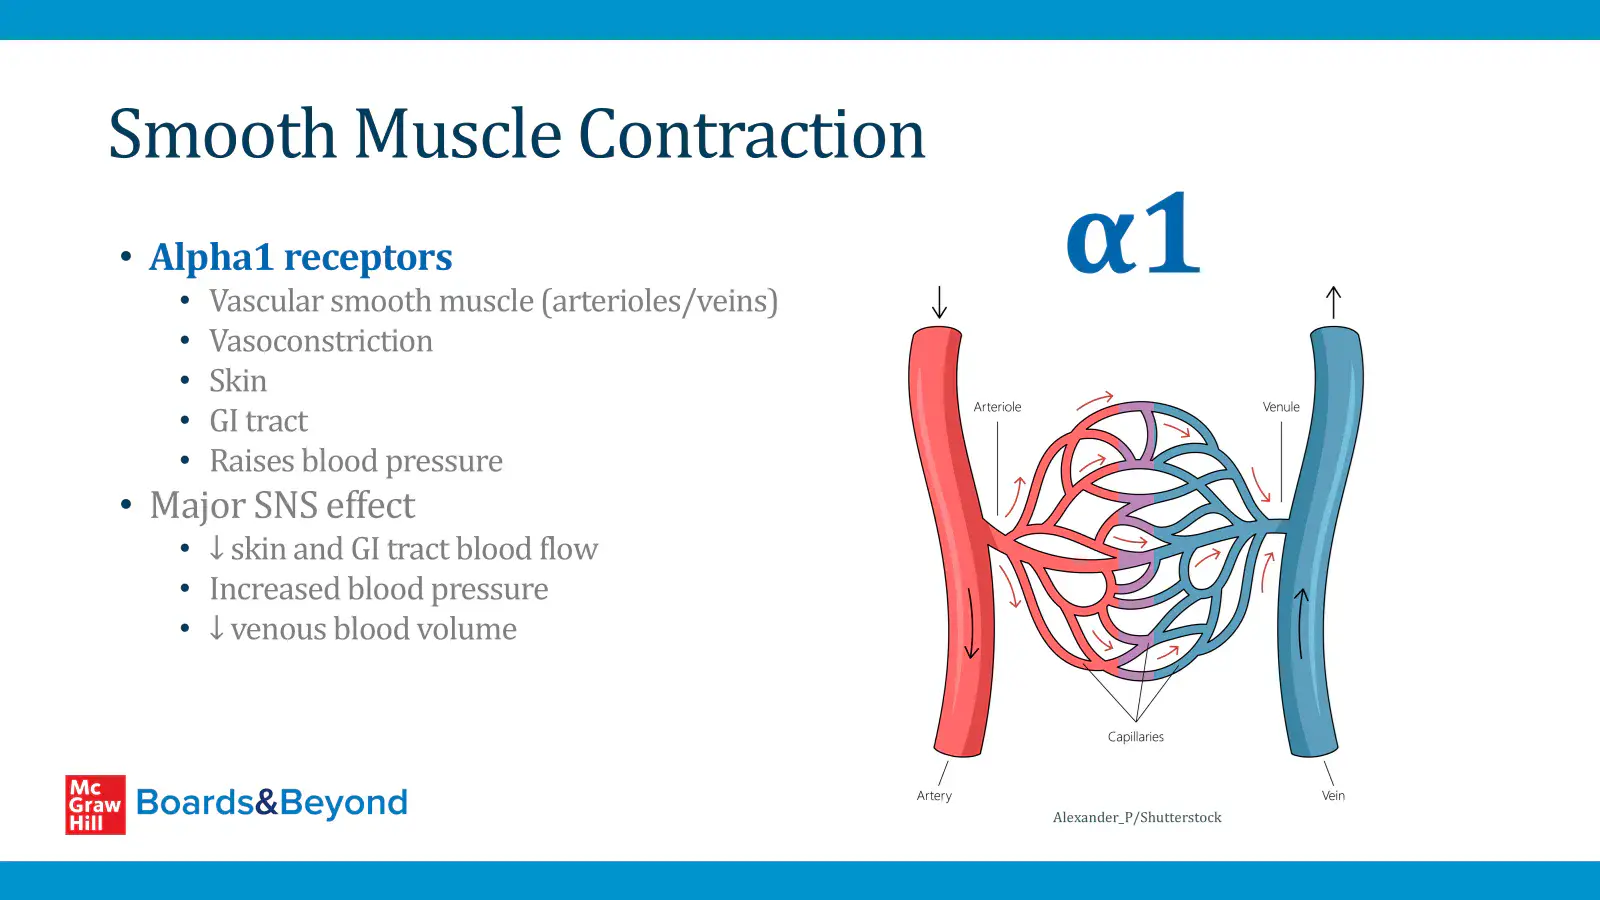 Smooth Muscle Contraction
α1
• Alpha1 receptors
• Vascular smooth muscle (arterioles/veins)
• Vasoconstriction
• Skin
• GI tract
• Raises blood pressure
• Major SNS effect
• ↓ skin and GI tract blood flow
• Increased blood pressure
• ↓ venous blood volume
Arteriole
Venule
Capillaries
Artery
Vein
Alexander_P/Shutterstock
Mc
Graw
Hill
Boards&Beyond